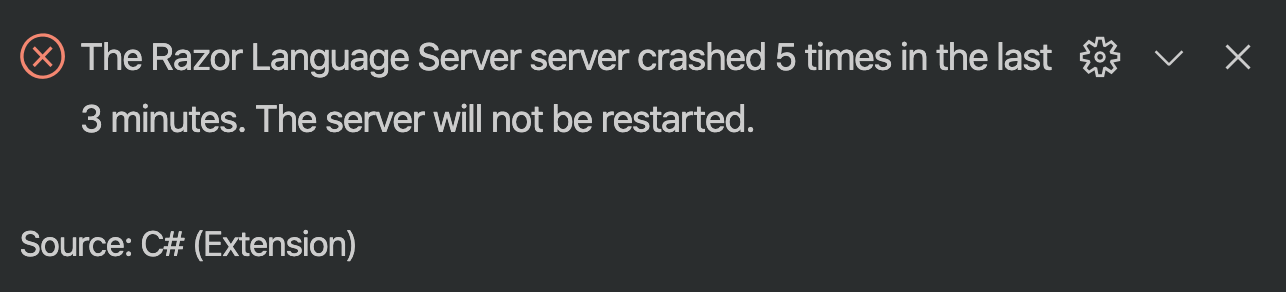 The Razor Language Server server crashed 5 times in the last
3 minutes. The server will not be restarted.
Source: C# (Extension)